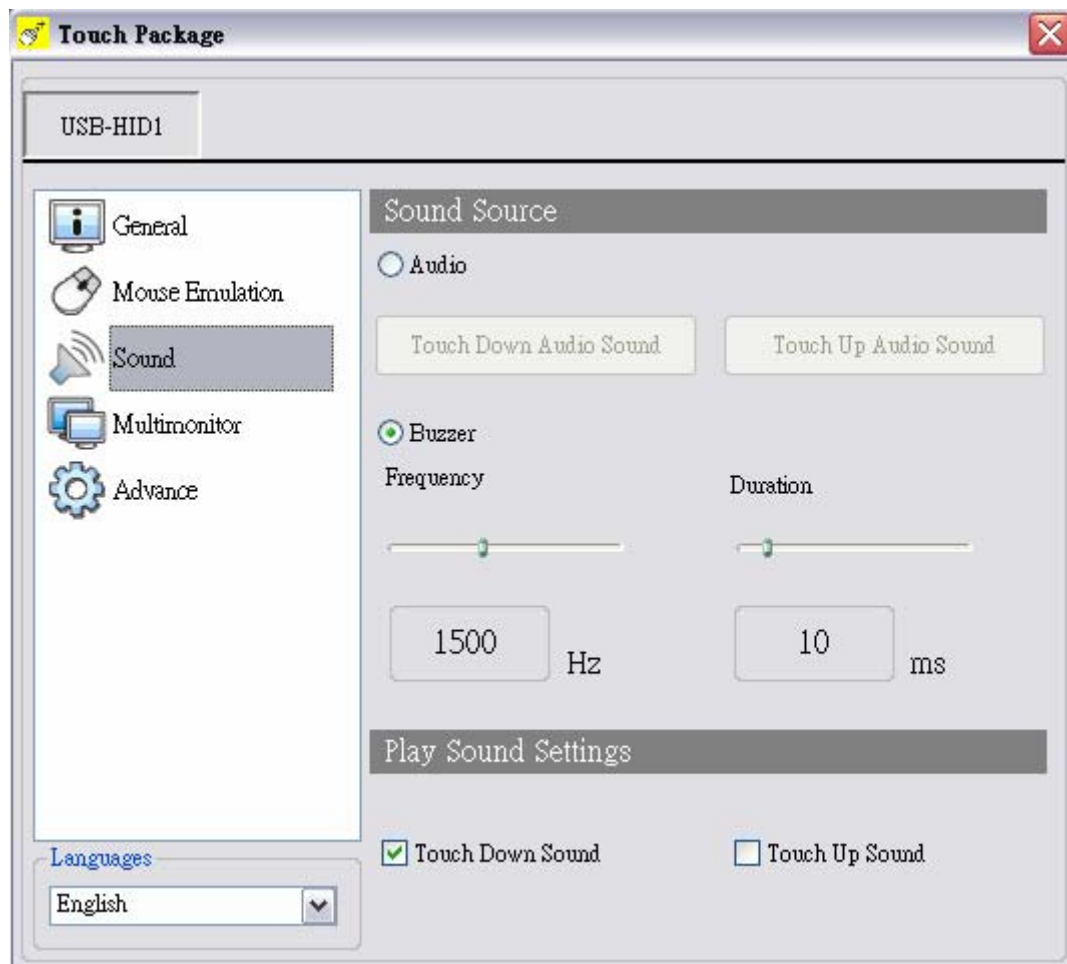 Touch Package
USB-HID1
General
Mouse Emulation
Sound
Multimonitor
Advance
Languages
English
Sound Source
Audio
Touch Down Audio Sound
Touch Up Audio Sound
Buzzer
Frequency
Duration
1500 Hz
10 ms
Play Sound Settings
Touch Down Sound
Touch Up Sound